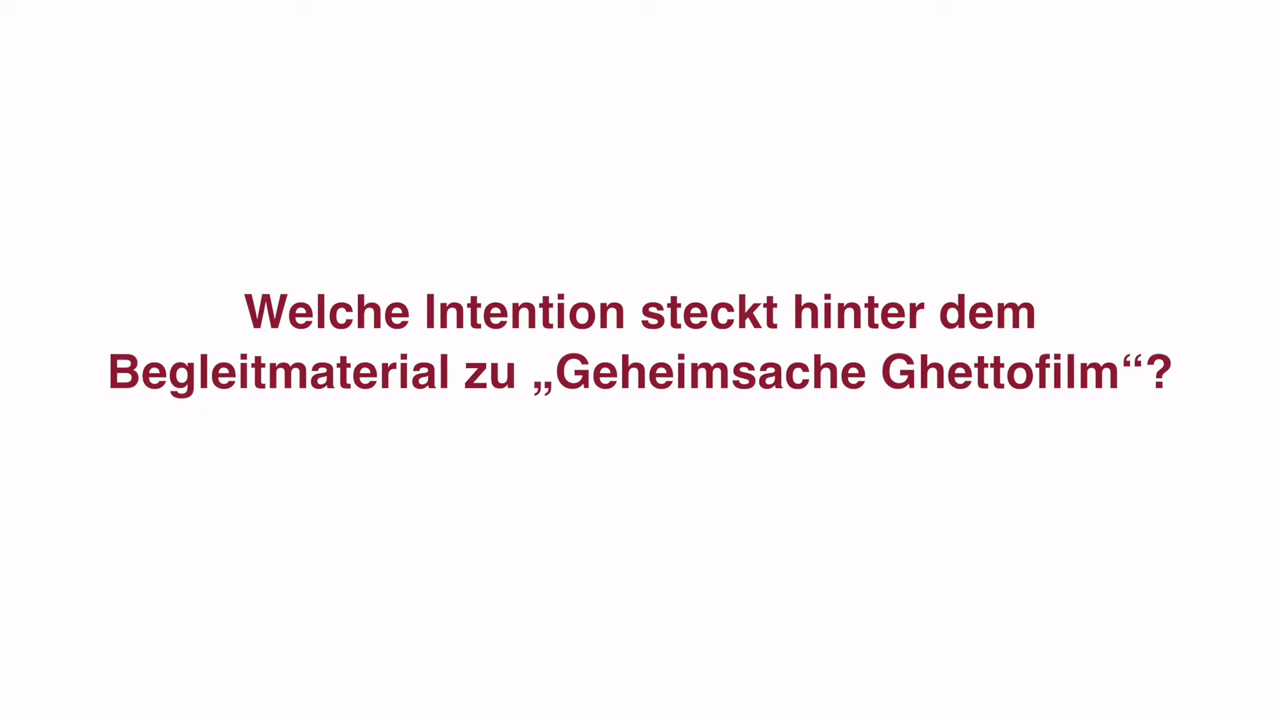 Welche Intention steckt hinter dem
Begleitmaterial zu „Geheimsache Ghettofilm“?